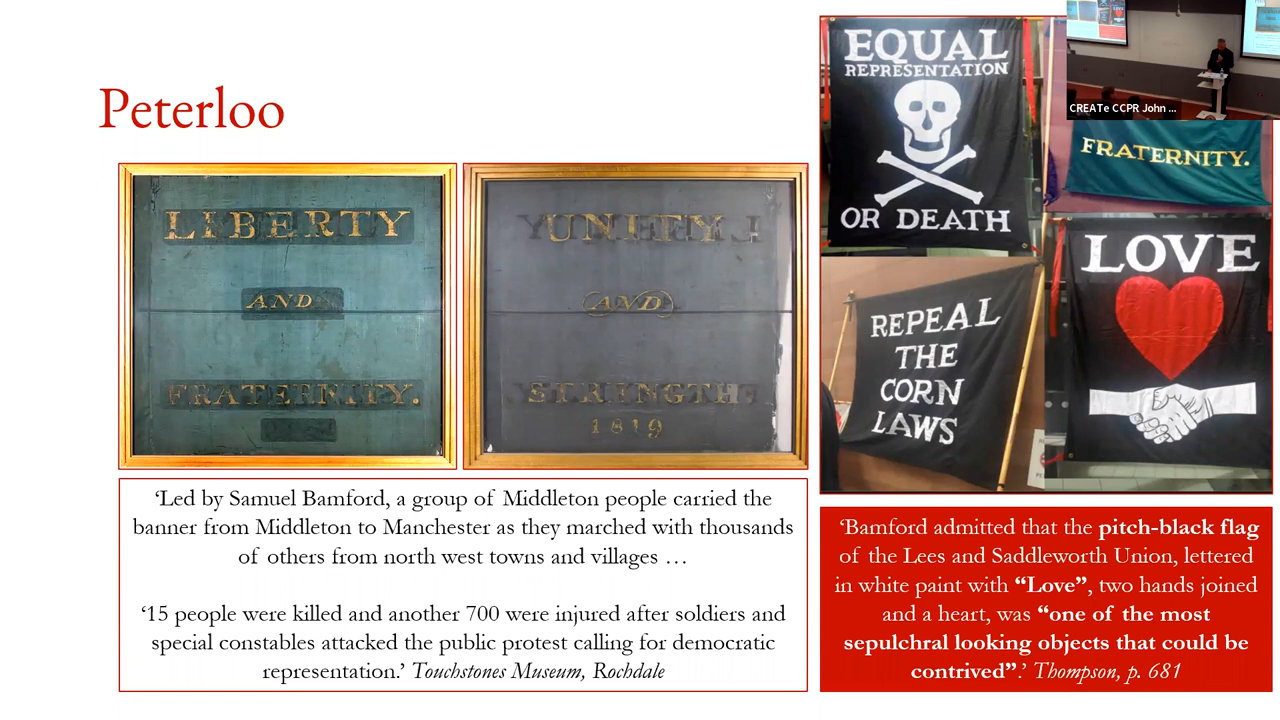 Peterloo
LIBERTY
AND
FRATERNITY.
UNITY
AND
STRENGTH
1819
‘Led by Samuel Bamford, a group of Middleton people carried the
banner from Middleton to Manchester as they marched with thousands
of others from north west towns and villages …
‘15 people were killed and another 700 were injured after soldiers and
special constables attacked the public protest calling for democratic
representation.’ Touchstones Museum, Rochdale
EQUAL
REPRESENTATION
OR DEATH
CREATe CCPR John ...
FRATERNITY.
REPEAL
THE
CORN
LAWS
LOVE
‘Bamford admitted that the pitch-black flag
of the Lees and Saddleworth Union, lettered
in white paint with “Love”, two hands joined
and a heart, was “one of the most
sepulchral looking objects that could be
contrived”.’ Thompson, p. 681